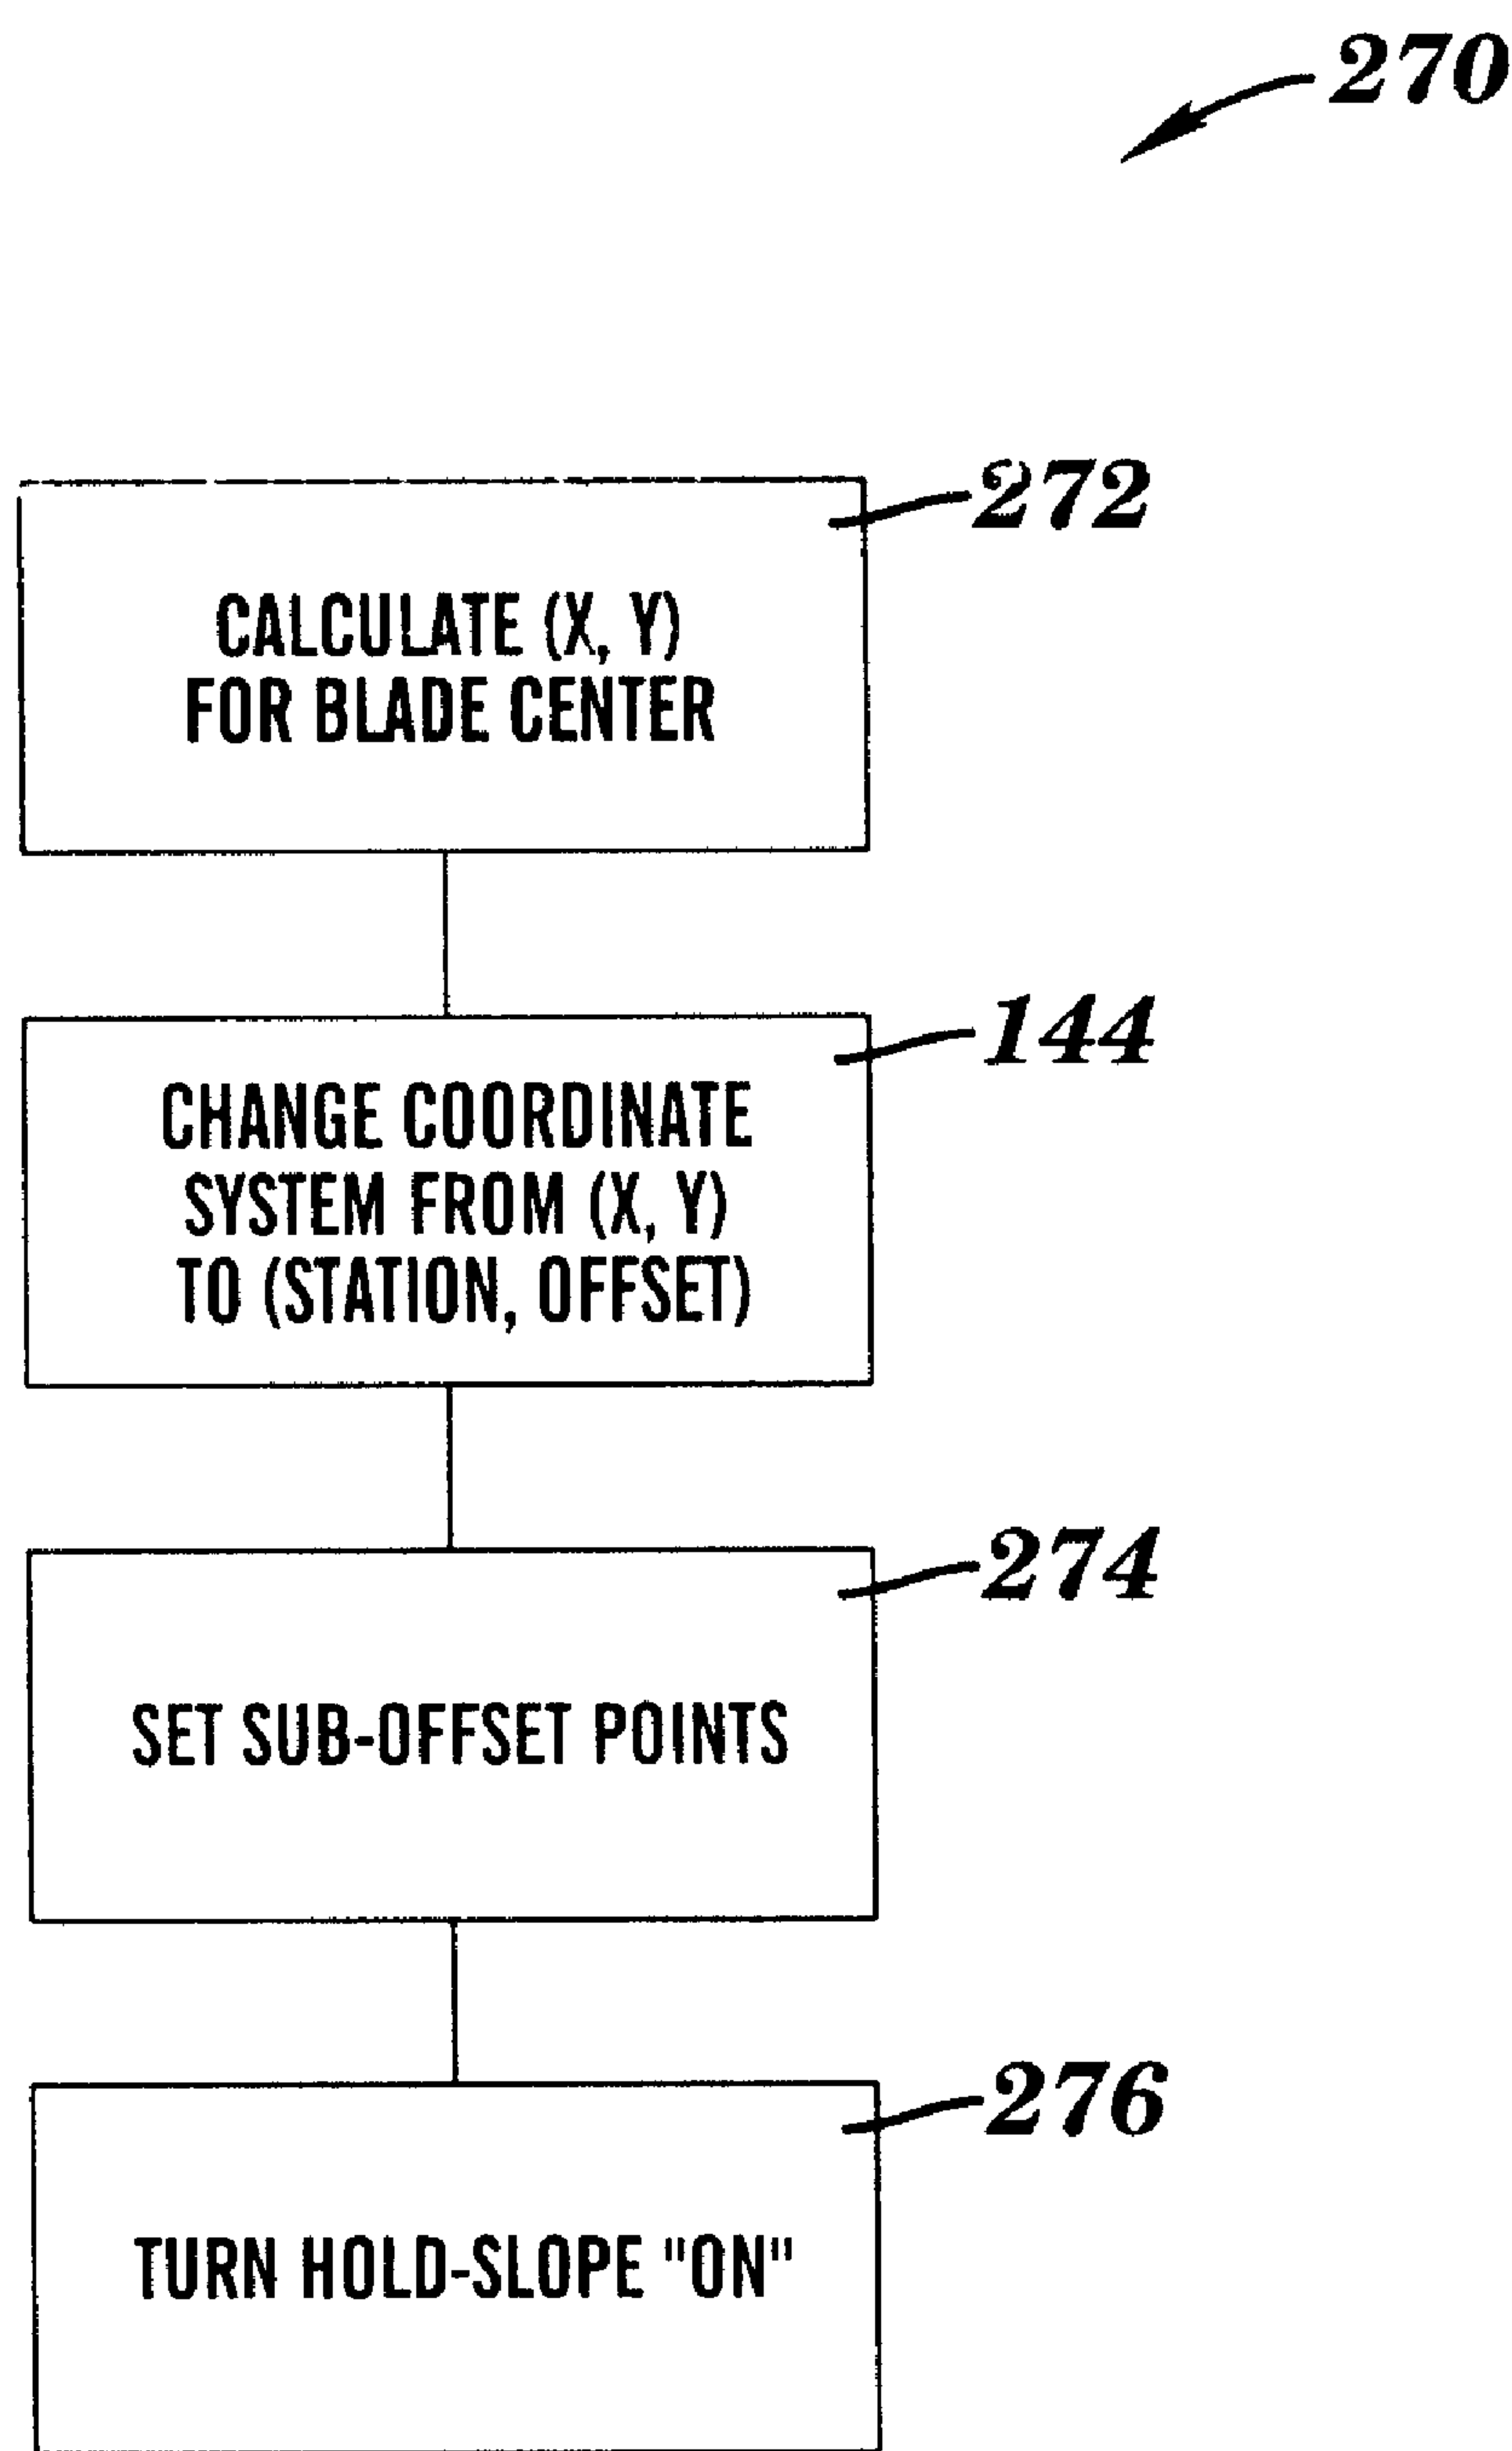 270
272
CALCULATE (X, Y)
FOR BLADE CENTER
144
CHANGE COORDINATE
SYSTEM FROM (X, Y)
TO (STATION, OFFSET)
274
SET SUB-OFFSET POINTS
276
TURN HOLD-SLOPE "ON"